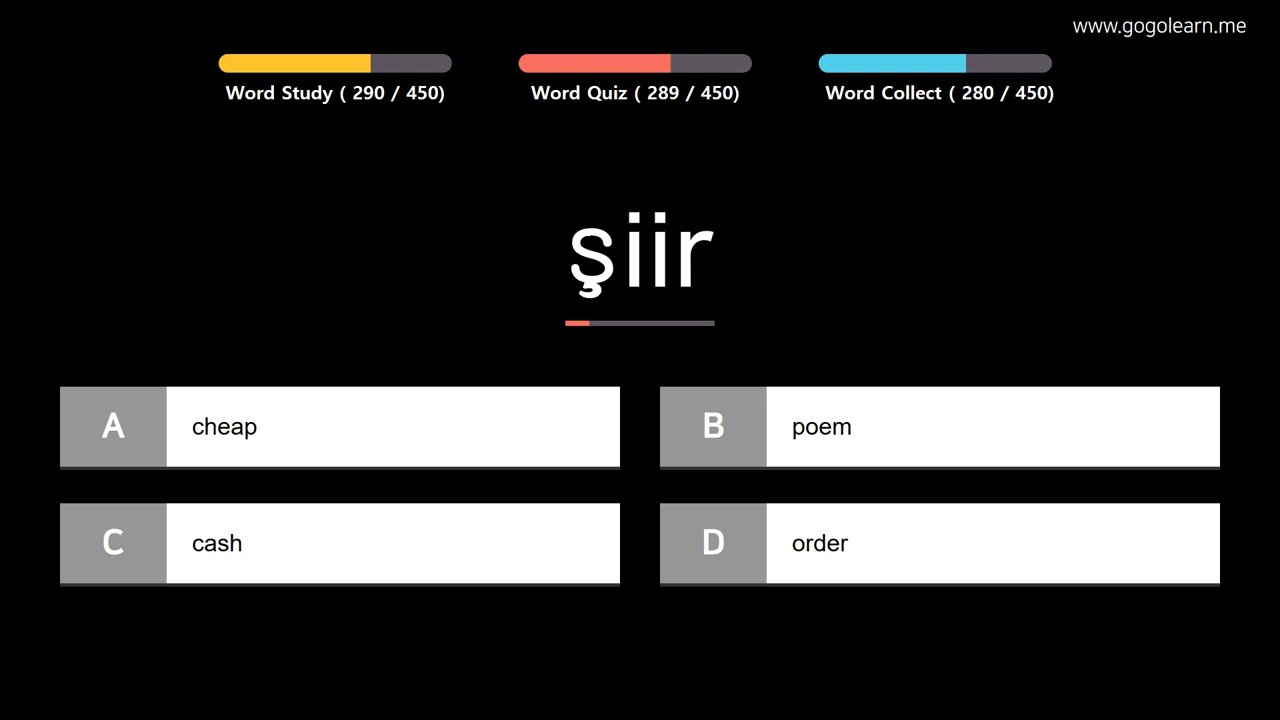 www.gogolearn.me
Word Study ( 290 / 450)
Word Quiz ( 289 / 450)
Word Collect ( 280 / 450)
şiir
A cheap
B poem
C cash
D order